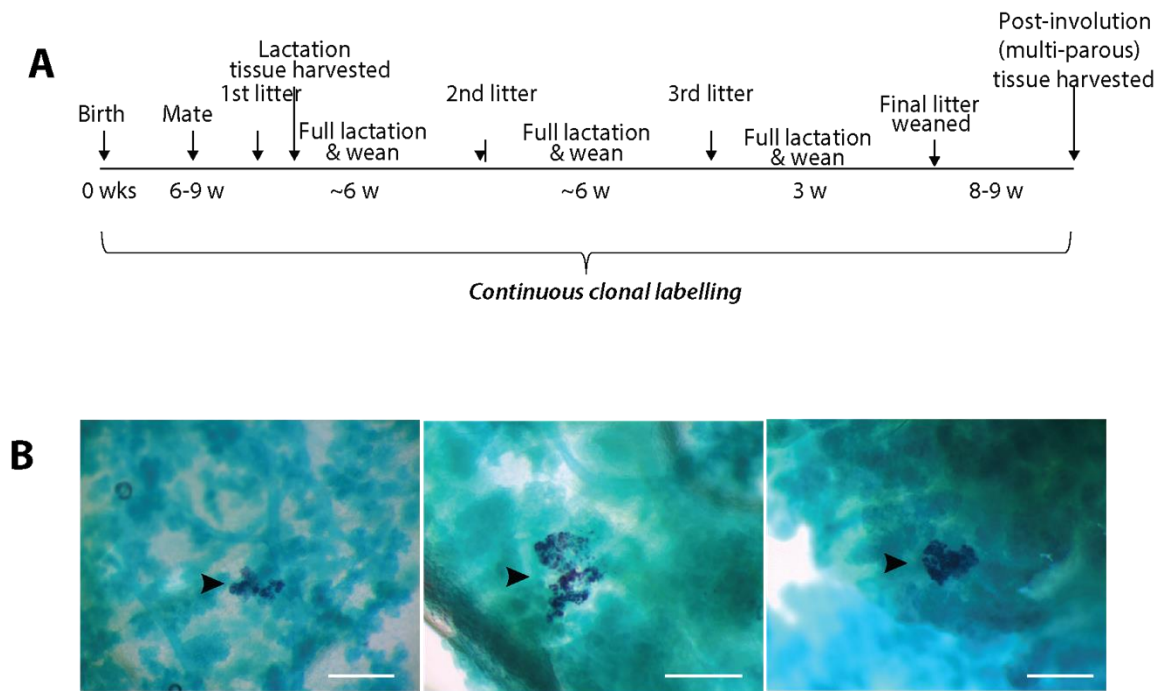 A
Birth
Mate
1st litter
Lactation
tissue harvested
Full lactation
& wean
2nd litter
Full lactation
& wean
3rd litter
Full lactation
& wean
Final litter
weaned
Post-involution
(multi-parous)
tissue harvested
0 wks
6-9 w
~6 w
~6 w
3 w
8-9 w
Continuous clonal labelling
B